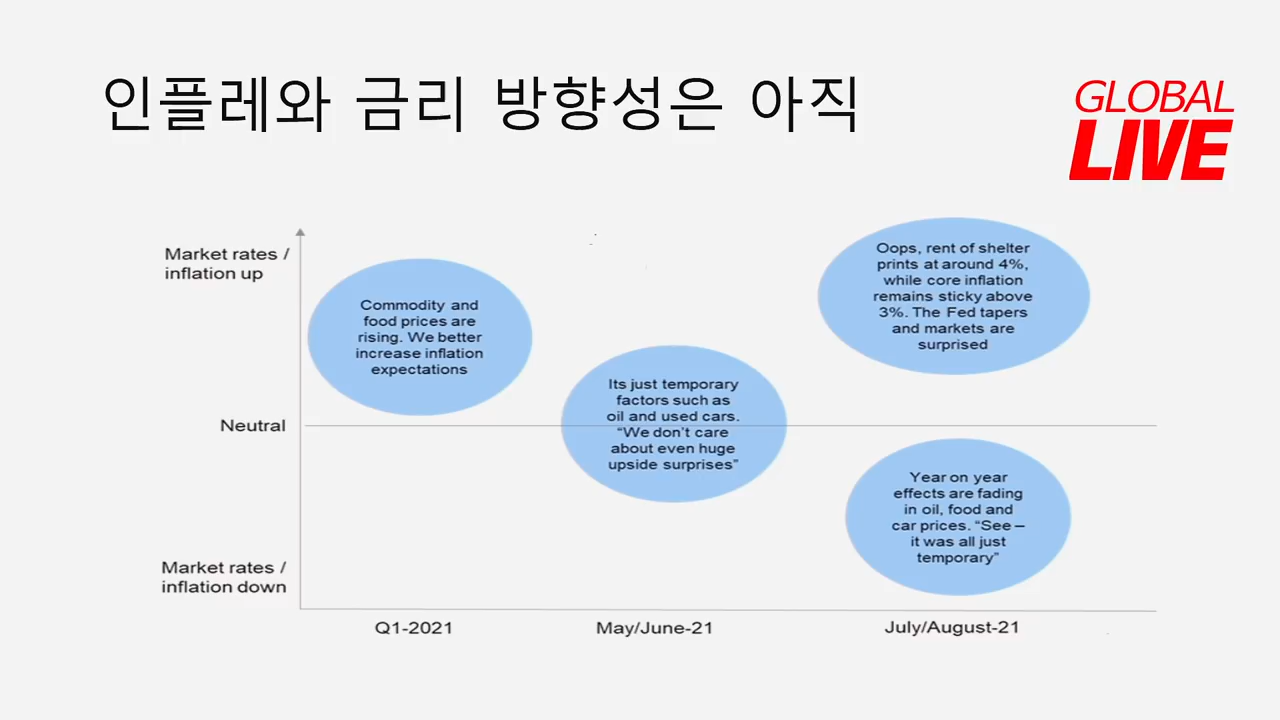 인플레와 금리 방향성은 아직
GLOBAL
LIVE
Market rates /
inflation up
Neutral
Market rates /
inflation down
Commodity and
food prices are
rising. We better
increase inflation
expectations
Its just temporary
factors such as
oil and used cars.
“We don’t care
about even huge
upside surprises”
Oops, rent of shelter
prints at around 4%,
while core inflation
remains sticky above
3%. The Fed tapers
and markets are
surprised
Year on year
effects are fading
in oil, food and
car prices. “See –
it was all just
temporary”
Q1-2021
May/June-21
July/August-21